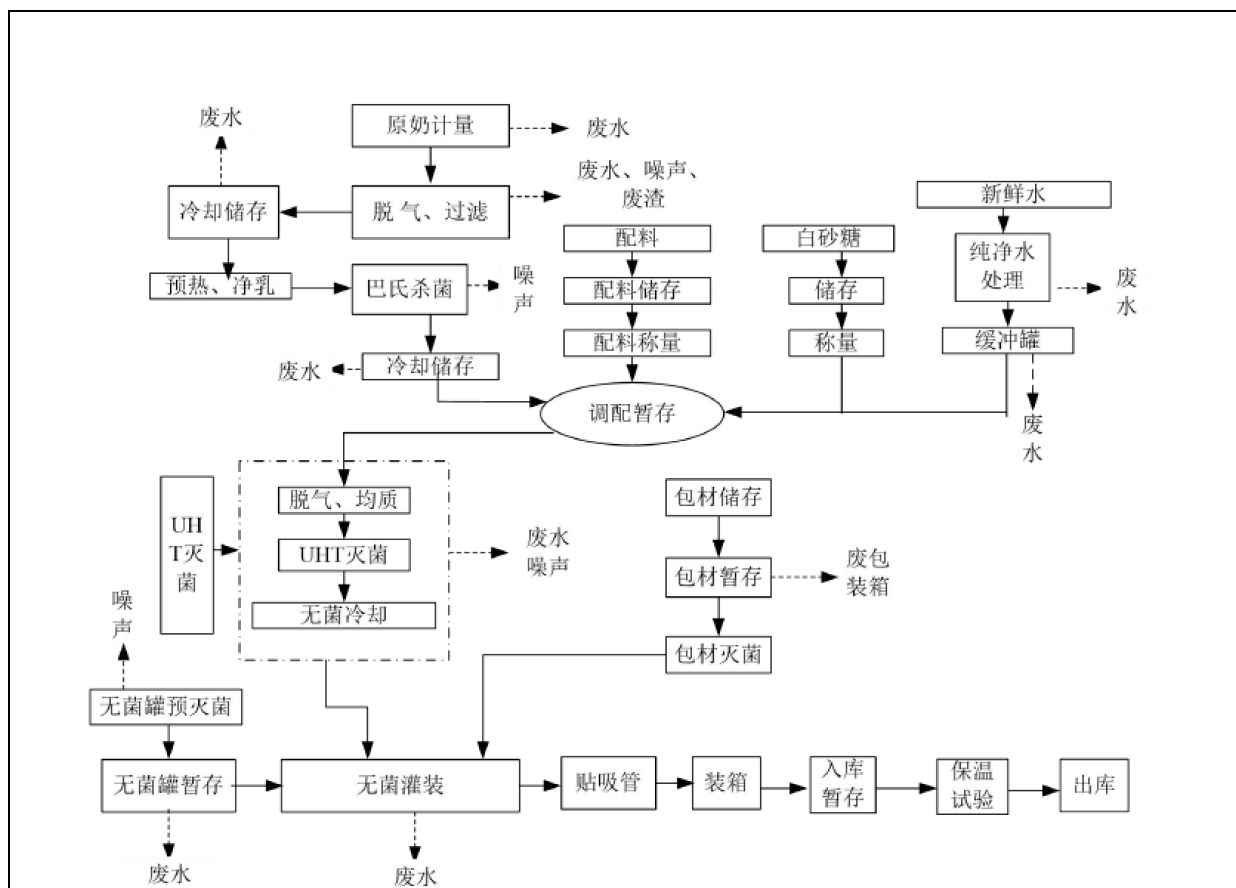 废水
原奶计量
废水
废水、噪声、
废渣
冷却储存
脱 气、过滤
新鲜水
配料
白砂糖
预热、净乳
巴氏杀菌
噪
声
配料储存
储存
纯净水
处理
废
水
废水
冷却储存
配料称量
称量
缓冲罐
调配暂存
废
水
UH
T灭
菌
脱气、均质
UHT灭菌
无菌冷却
废水
噪声
包材储存
包材暂存
废包
装箱
包材灭菌
噪
声
无菌罐预灭菌
无菌罐暂存
无菌灌装
贴吸管
装箱
入库
暂存
保温
试验
出库
废水
废水